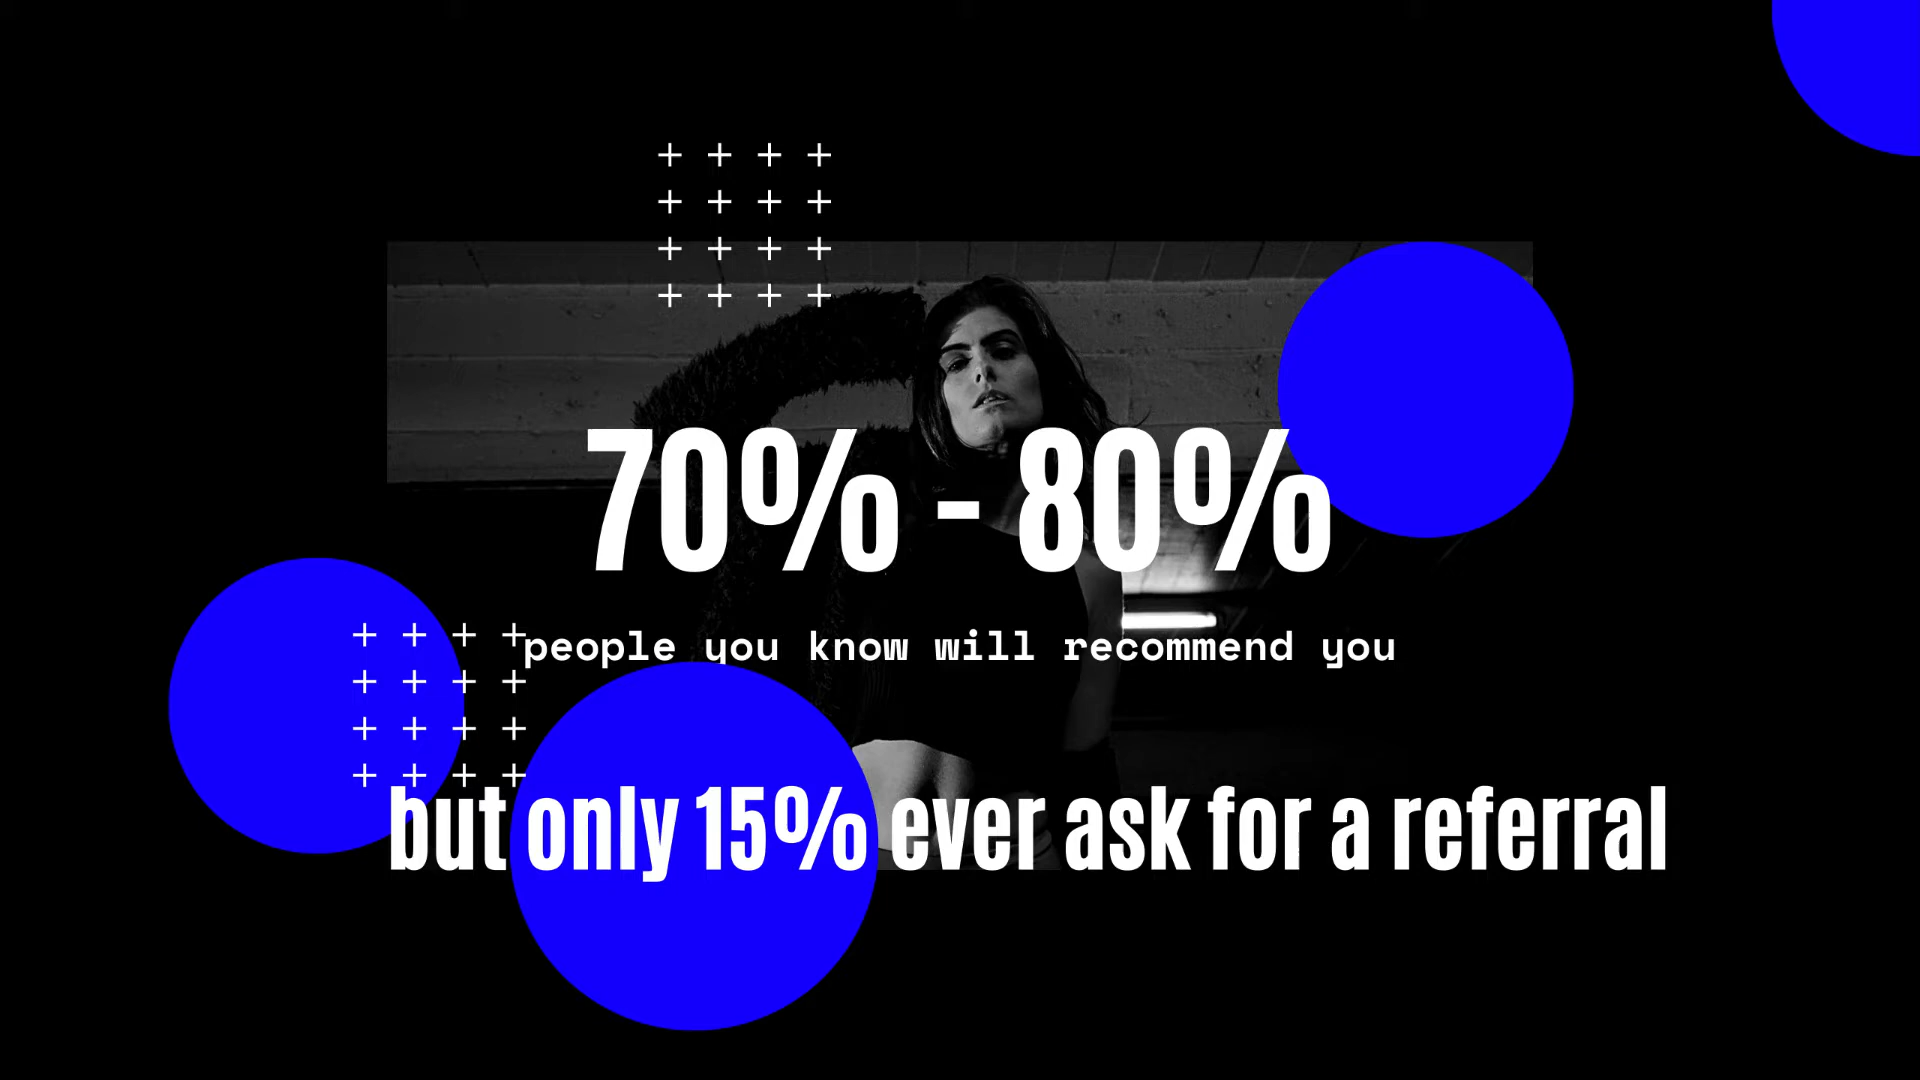 70% - 80%
people you know will recommend you
but only 15% ever ask for a referral